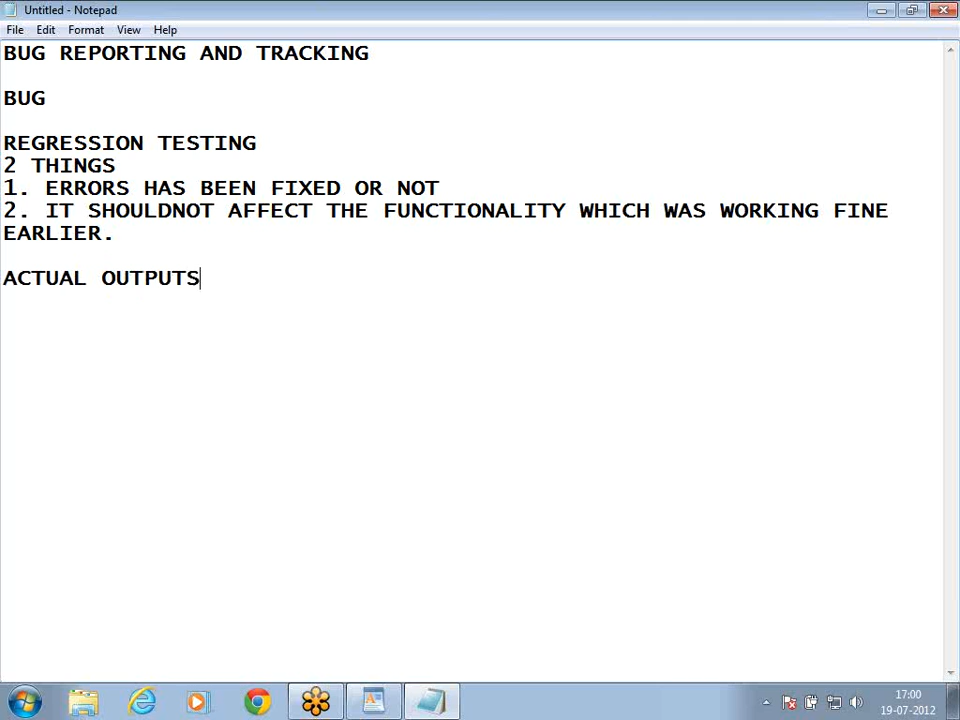 Untitled - Notepad
File Edit Format View Help
BUG REPORTING AND TRACKING
BUG
REGRESSION TESTING
2 THINGS
1. ERRORS HAS BEEN FIXED OR NOT
2. IT SHOULDNOT AFFECT THE FUNCTIONALITY WHICH WAS WORKING FINE
EARLIER.
ACTUAL OUTPUTS
17:00
19-07-2012